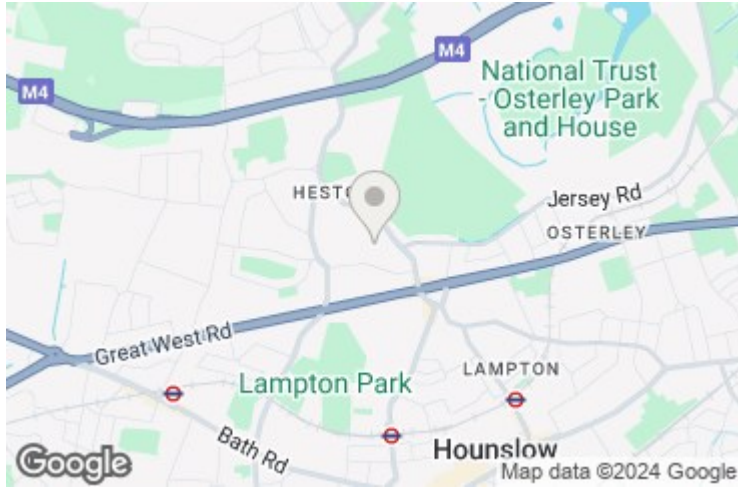 M4
M4
National Trust
- Osterley Park
and House
HESTO
Jersey Rd
OSTERLEY
Great West Rd
LAMPTON
Lampton Park
Bath Rd
Hounslow
Google
Map data ©2024 Google